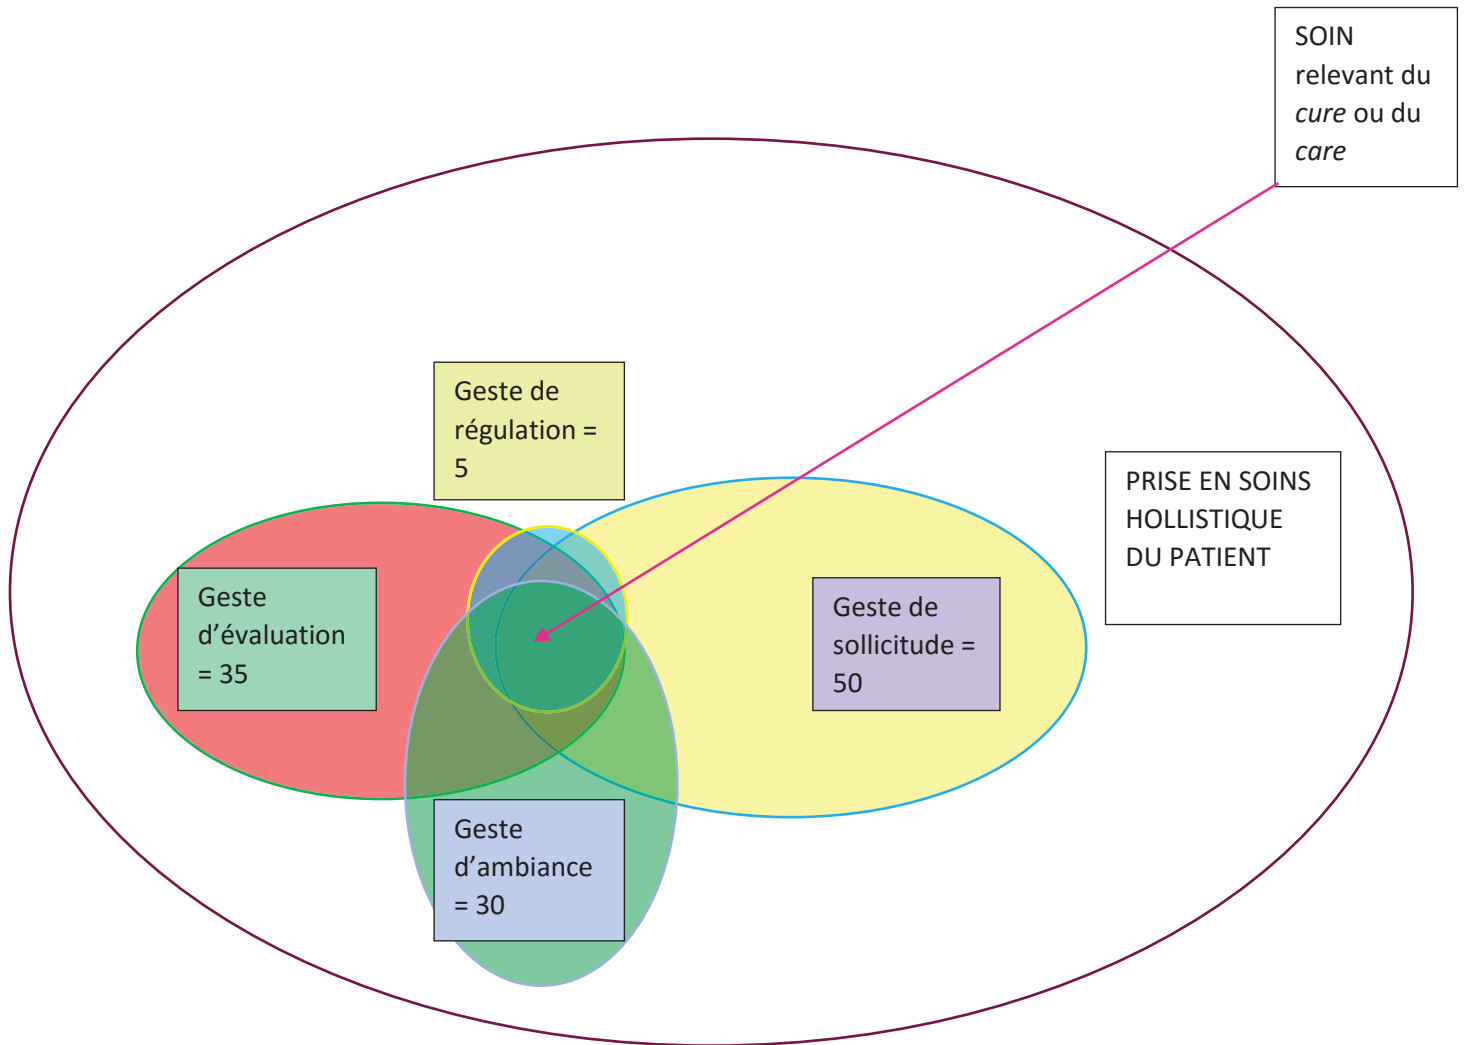 SOIN
relevant du
cure ou du
care
Geste de
régulation =
5
PRISE EN SOINS
HOLLISTIQUE
DU PATIENT
Geste
d’évaluation
= 35
Geste de
sollicitude =
50
Geste
d’ambiance
= 30